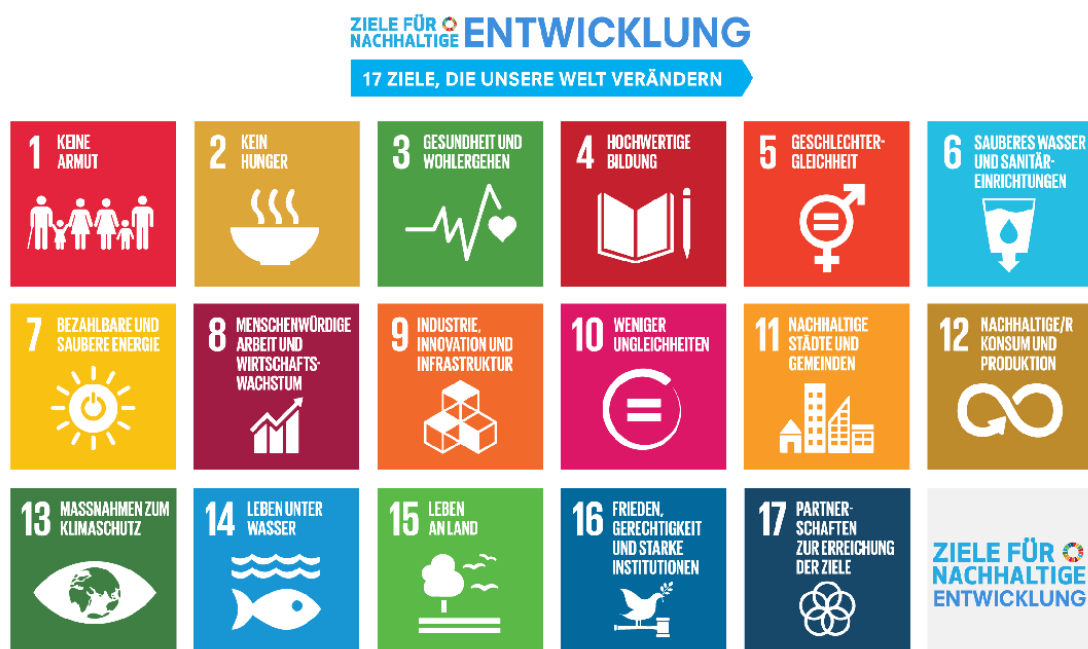 ZIELE FÜR
NACHHALTIGE ENTWICKLUNG
17 ZIELE, DIE UNSERE WELT VERÄNDERN
1 KEINE
ARMUT
2 KEIN
HUNGER
3 GESUNDHEIT UND
WOHLERGEHEN
4 HOCHWERTIGE
BILDUNG
5 GESCHLECHTER-
GLEICHHEIT
6 SAUBERES WASSER
UND SANITÄR-
EINRICHTUNGEN
7 BEZAHLBARE UND
SAUBERE ENERGIE
8 MENSCHENWÜRDIGE
ARBEIT UND
WIRTSCHAFTS-
WACHSTUM
9 INDUSTRIE,
INNOVATION UND
INFRASTRUKTUR
10 WENIGER
UNGLEICHHEITEN
11 NACHHALTIGE
STÄDTE UND
GEMEINDEN
12 NACHHALTIGE/R
KONSUM UND
PRODUKTION
13 MASSNAHMEN ZUM
KLIMASCHUTZ
14 LEBEN UNTER
WASSER
15 LEBEN
AN LAND
16 FRIEDEN,
GERECHTIGKEIT
UND STARKE
INSTITUTIONEN
17 PARTNER-
SCHAFTEN
ZUR ERREICHUNG
DER ZIELE
ZIELE FÜR
NACHHALTIGE
ENTWICKLUNG